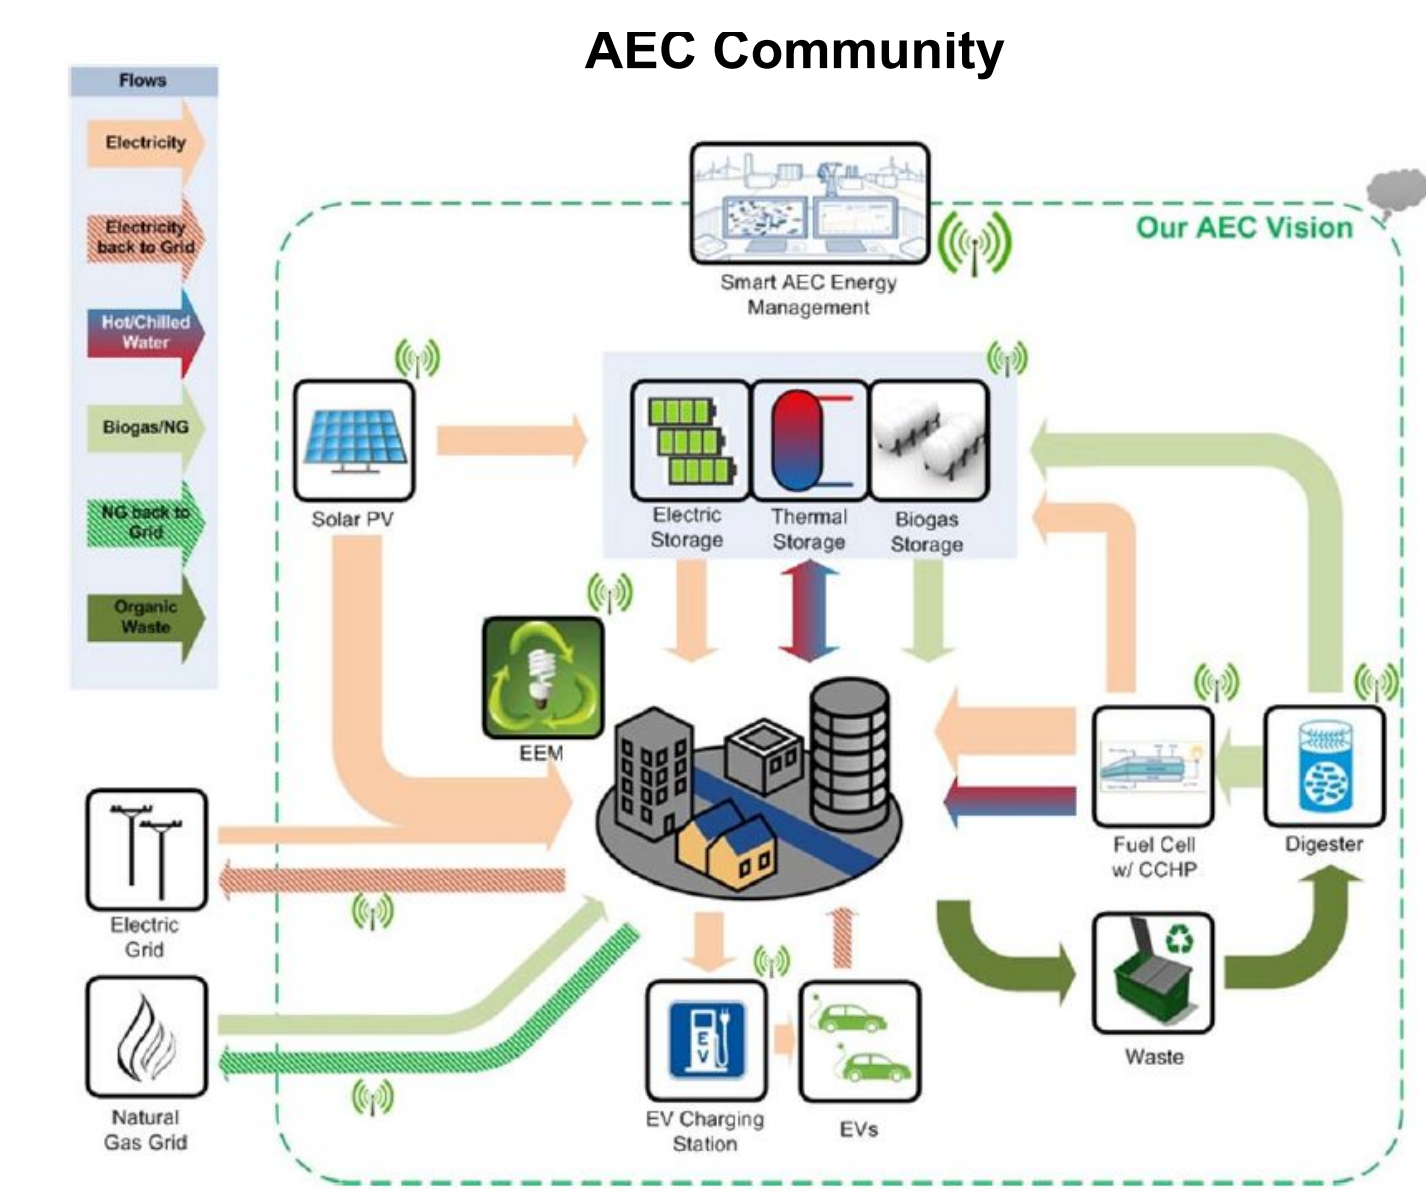 AEC Community
Flows
Electricity
Electricity
back to Grid
Hot/Chilled
Water
Biogas/NG
NG back to
Grid
Organic
Waste
Our AEC Vision
Smart AEC Energy
Management
Solar PV
Electric
Storage
Thermal
Storage
Biogas
Storage
EEM
Electric
Grid
Natural
Gas Grid
EV
EV Charging
Station
EVs
Fuel Cell
w/ CCHP
Digester
Waste